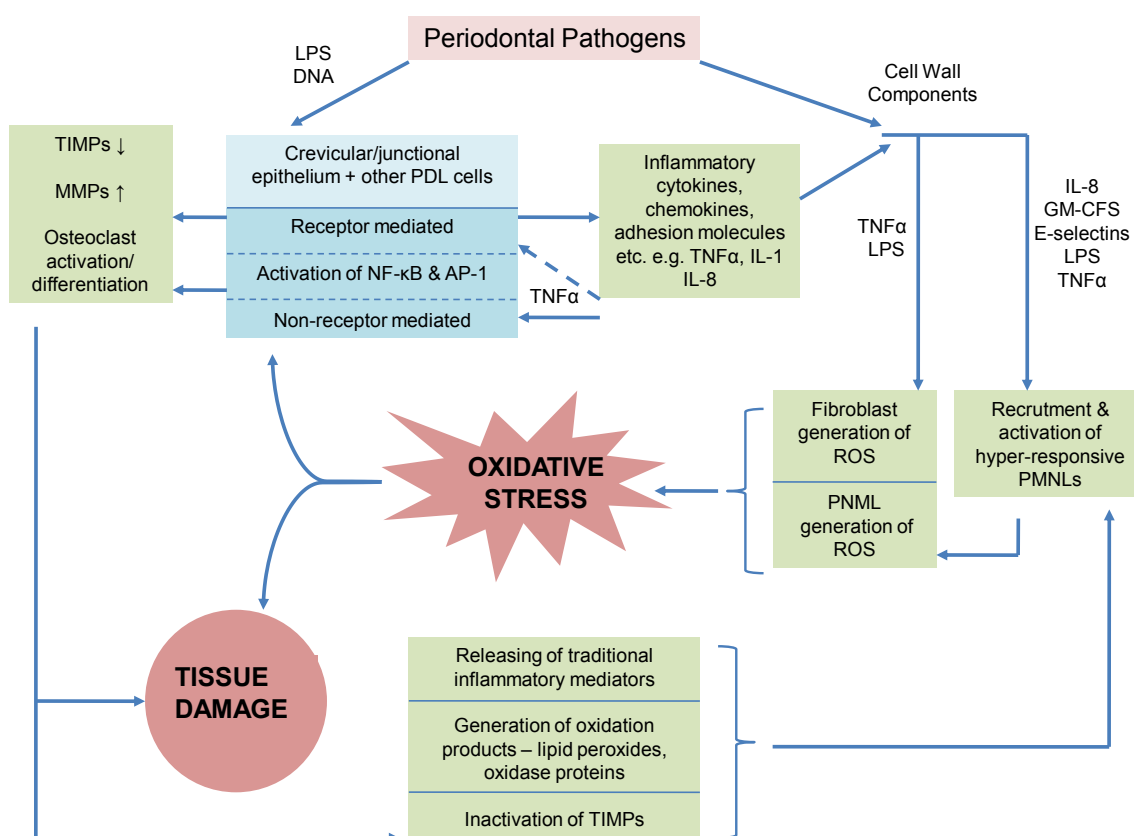 Periodontal Pathogens
LPS
DNA
Cell Wall
Components
TIMPs ↓
MMPs ↑
Osteoclast
activation/
differentiation
Crevicular/junctional
epithelium + other PDL cells
Receptor mediated
Activation of NF-κB & AP-1
Non-receptor mediated
TNFα
Inflammatory
cytokines,
chemokines,
adhesion molecules
etc. e.g. TNFα, IL-1
IL-8
TNFα
LPS
IL-8
GM-CFS
E-selectins
LPS
TNFα
Fibroblast
generation of
ROS
PNML
generation of
ROS
Recrutment &
activation of
hyper-responsive
PMNLs
OXIDATIVE
STRESS
TISSUE
DAMAGE
Releasing of traditional
inflammatory mediators
Generation of oxidation
products – lipid peroxides,
oxidase proteins
Inactivation of TIMPs